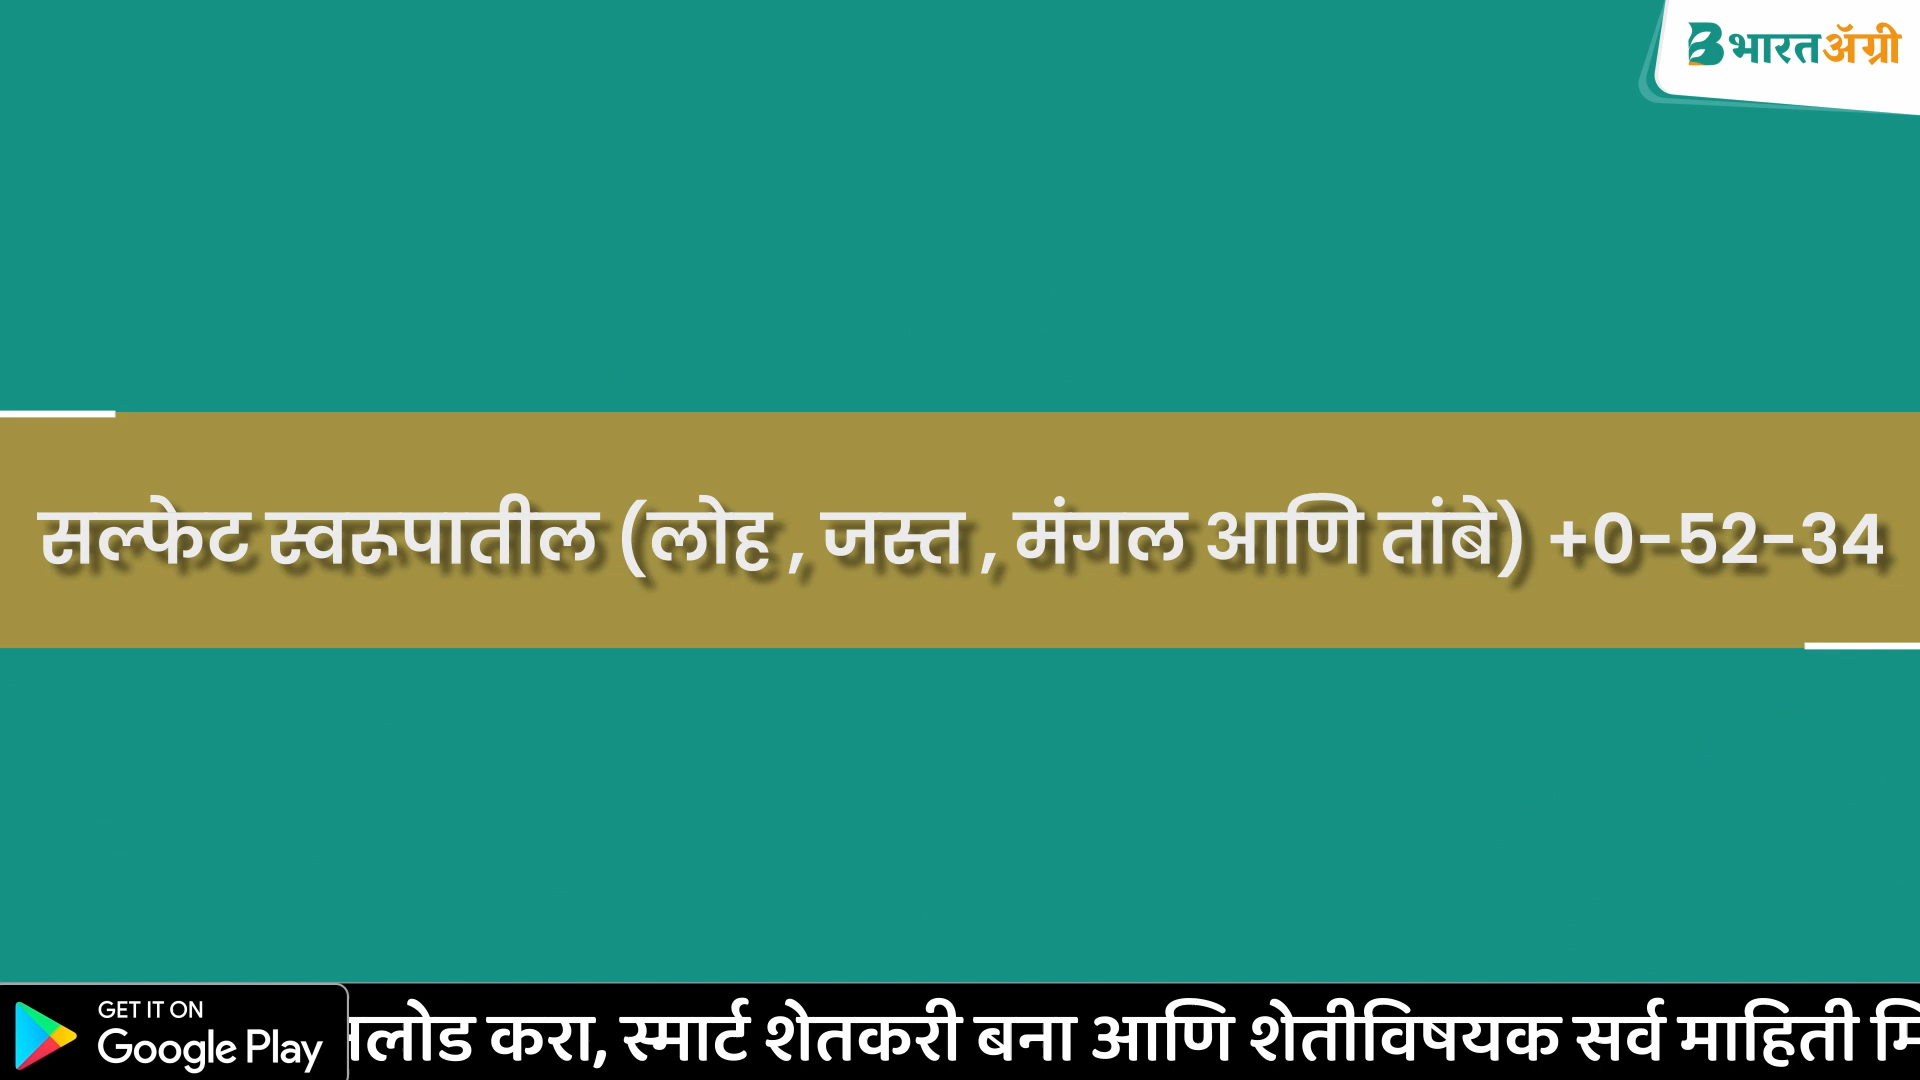 भारतॲग्री
सल्फेट स्वरूपातील (लोह , जस्त , मंगल आणि तांबे) +0-52-34
GET IT ON
Google Play
करा, स्मार्ट शेतकरी बना आणि शेतीविषयक सर्व माहिती